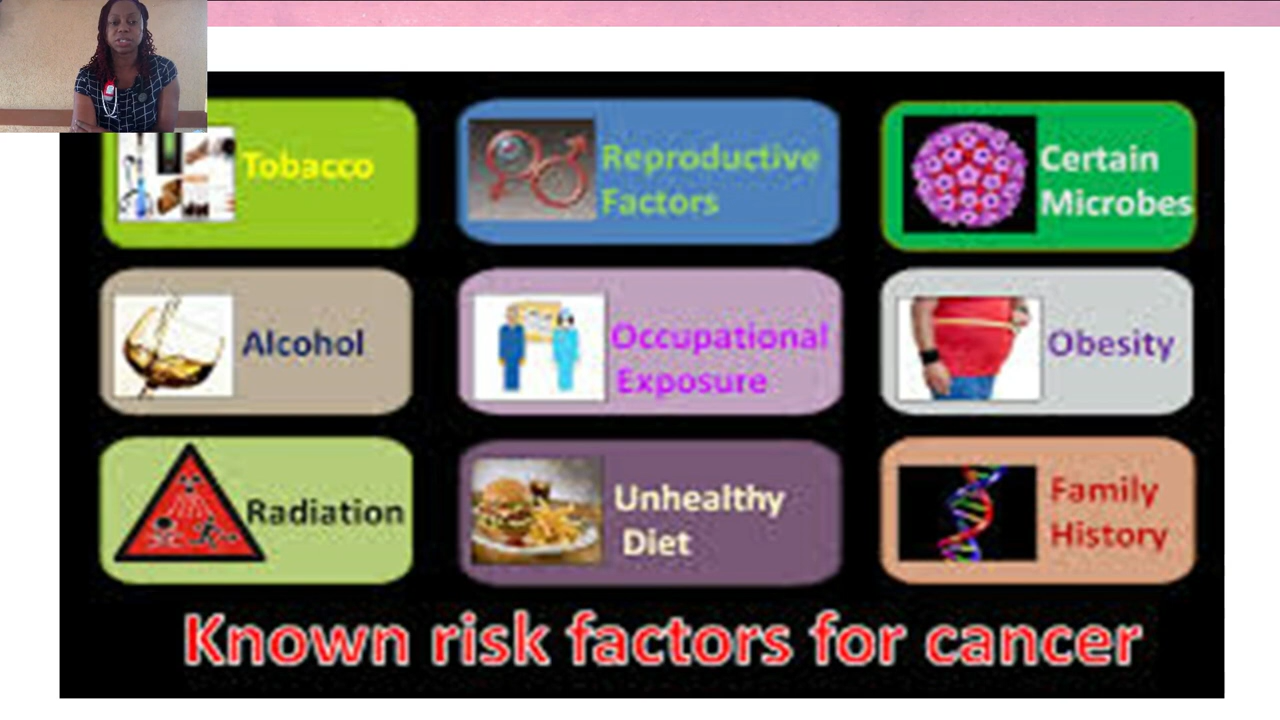 Tobacco
Reproductive
Factors
Certain
Microbes
Alcohol
Occupational
Exposure
Obesity
Radiation
Unhealthy
Diet
Family
History
Known risk factors for cancer